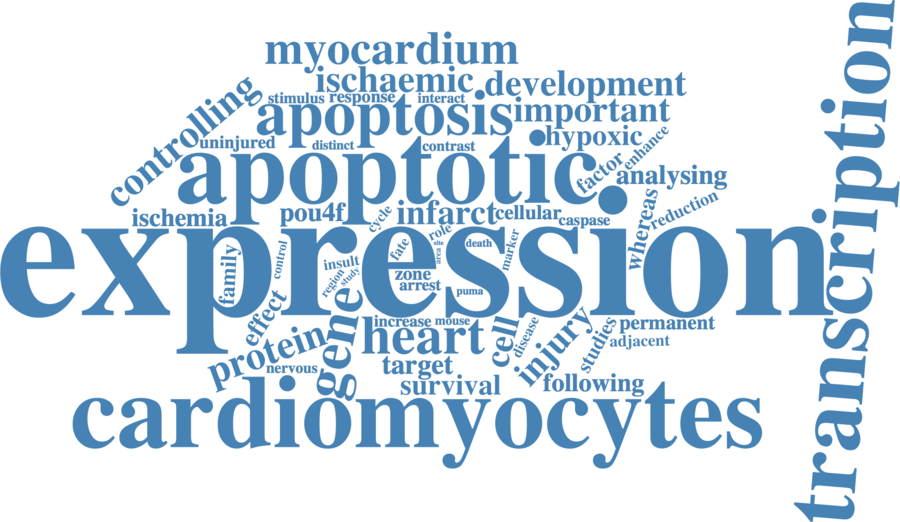 myocardium
ischaemic
development
stimulus
response
interact
controlling
apoptosis
important
uninjured
distinct
contrast
hypoxic
enhance
apoptotic
factor
analysing
transcription
ischemia
pou4f
cycle
infarct
cellular
caspase
whereas
reduction
expression
family
control
insult
region
study
fate
role
site
area
death
marker
zone
arrest
puma
effect
gene
increase
mouse
heart
cell
disease
injury
studies
permanent
adjacent
protein
nervous
target
survival
following
cardiomyocytes